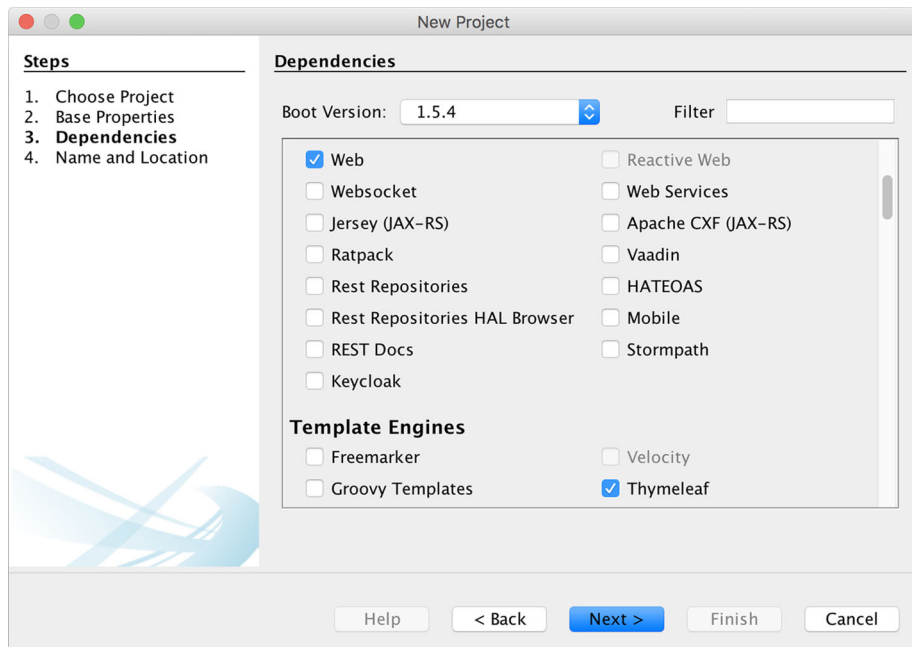 New Project
Steps
1. Choose Project
2. Base Properties
3. Dependencies
4. Name and Location
Dependencies
Boot Version: 1.5.4 Filter
Web Reactive Web
Websocket Web Services
Jersey (JAX-RS) Apache CXF (JAX-RS)
Ratpack Vaadin
Rest Repositories HATEOAS
Rest Repositories HAL Browser Mobile
REST Docs Stormpath
Keycloak
Template Engines
Freemarker Velocity
Groovy Templates Thymeleaf
Help < Back Next > Finish Cancel